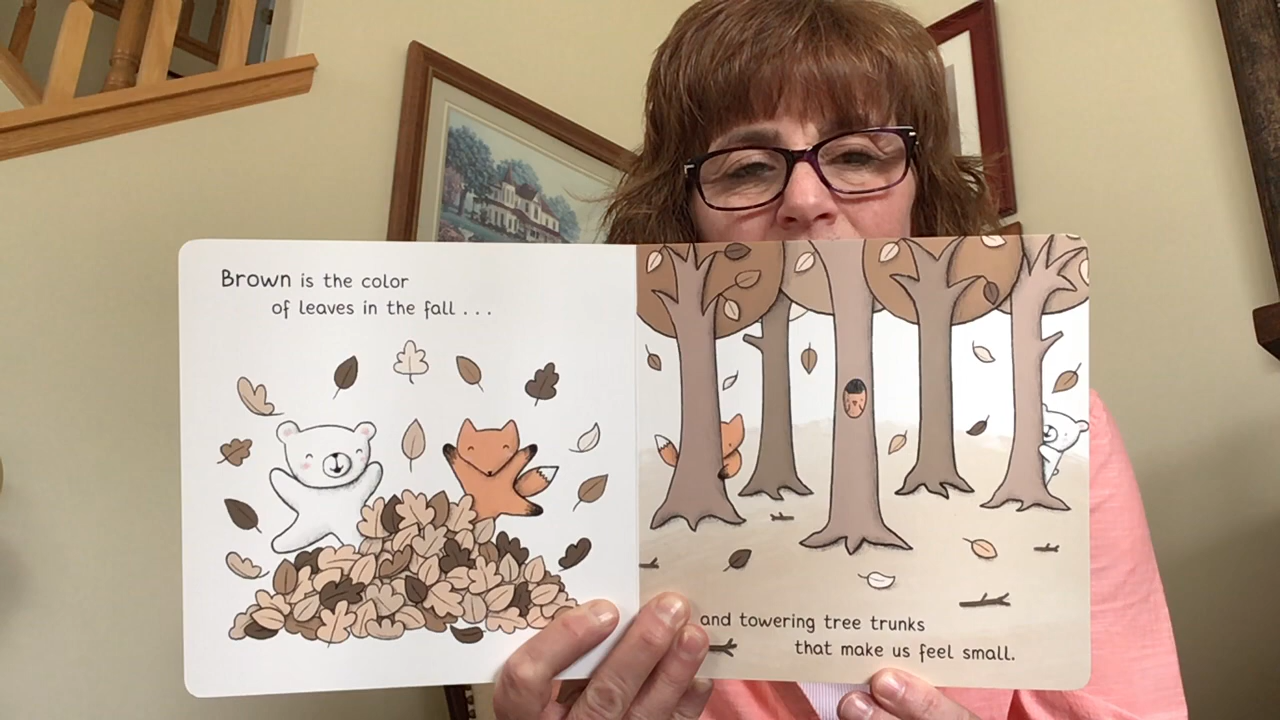 Brown is the color
of leaves in the fall . . .
and towering tree trunks
that make us feel small.